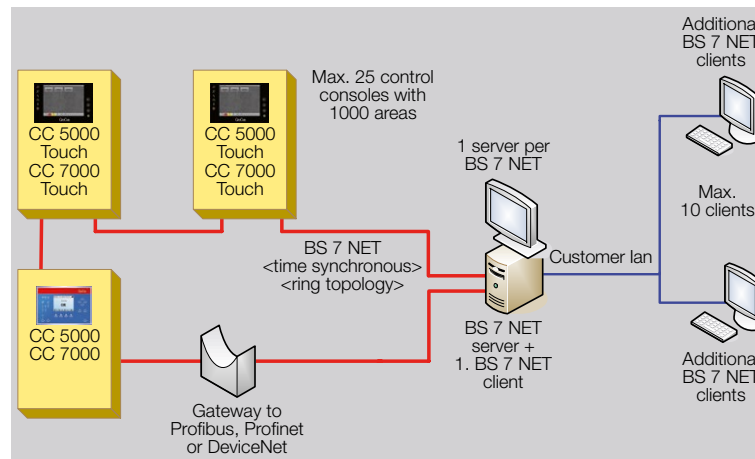 CC 5000
Touch
CC 7000
Touch
CC 5000
Touch
CC 7000
Touch
Max. 25 control
consoles with
1000 areas
1 server per
BS 7 NET
Additiona
BS 7 NET
clients
Max.
10 clients
BS 7 NET
<time synchronous>
<ring topology>
Customer lan
CC 5000
CC 7000
Gateway to
Profibus, Profinet
or DeviceNet
BS 7 NET
server +
1. BS 7 NET
client
Additiona
BS 7 NET
clients